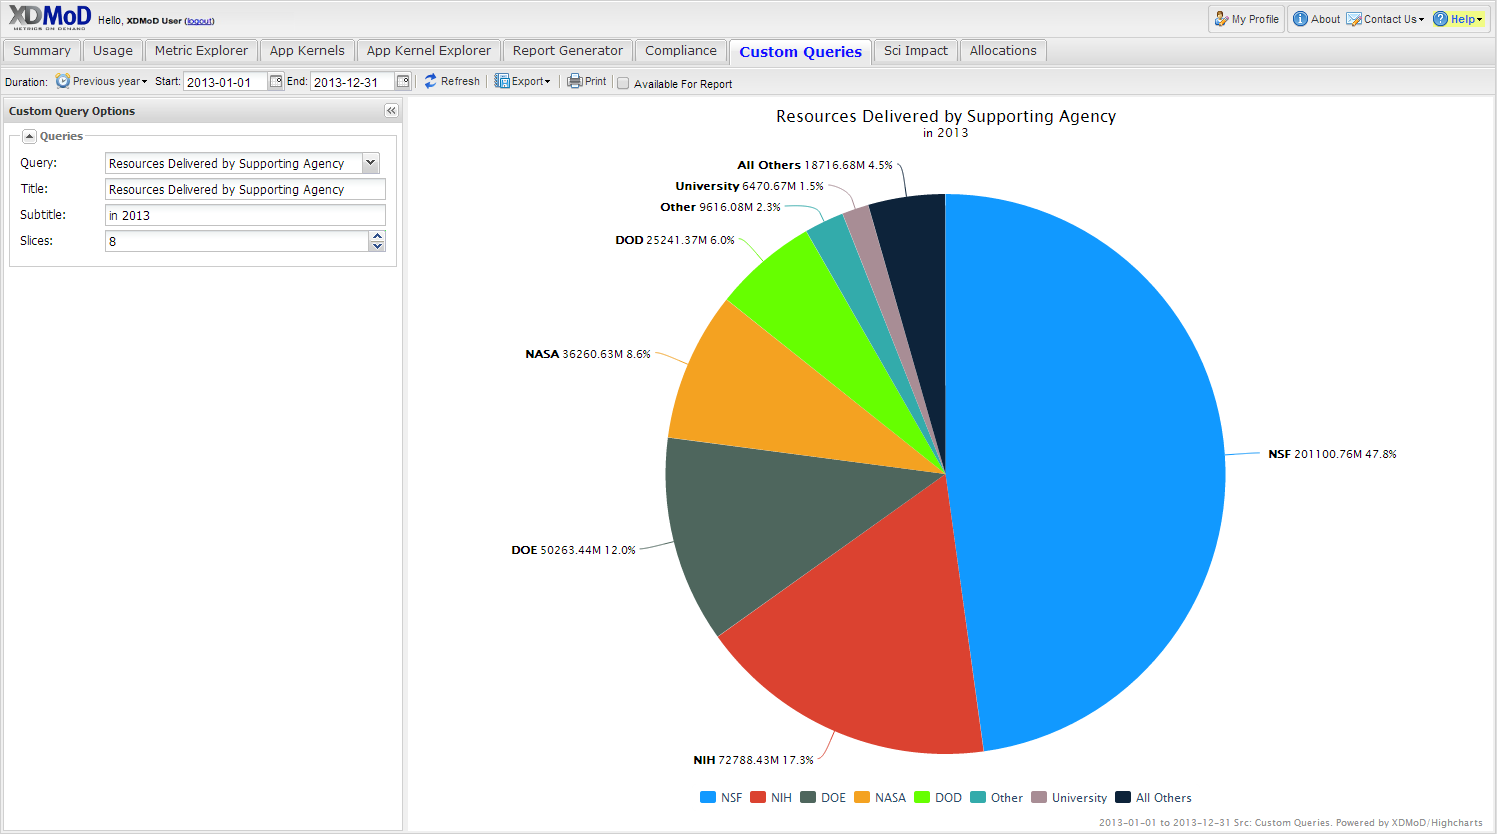 XDMoD
METRICS ON DEMAND
Hello, XDMoD User (logout)
My Profile
About
Contact Us
Help
Summary
Usage
Metric Explorer
App Kernels
App Kernel Explorer
Report Generator
Compliance
Custom Queries
Sci Impact
Allocations
Duration: Previous year Start: 2013-01-01 End: 2013-12-31 Refresh Export Print Available For Report
Custom Query Options
Queries
Query: Resources Delivered by Supporting Agency
Title: Resources Delivered by Supporting Agency
Subtitle: in 2013
Slices: 8
Resources Delivered by Supporting Agency
in 2013
All Others 18716.68M 4.5%
University 6470.67M 1.5%
Other 9616.08M 2.3%
DOD 25241.37M 6.0%
NASA 36260.63M 8.6%
NSF 201100.76M 47.8%
DOE 50263.44M 12.0%
NIH 72788.43M 17.3%
NSF NIH DOE NASA DOD Other University All Others
2013-01-01 to 2013-12-31 Src: Custom Queries. Powered by XDMoD/Highcharts